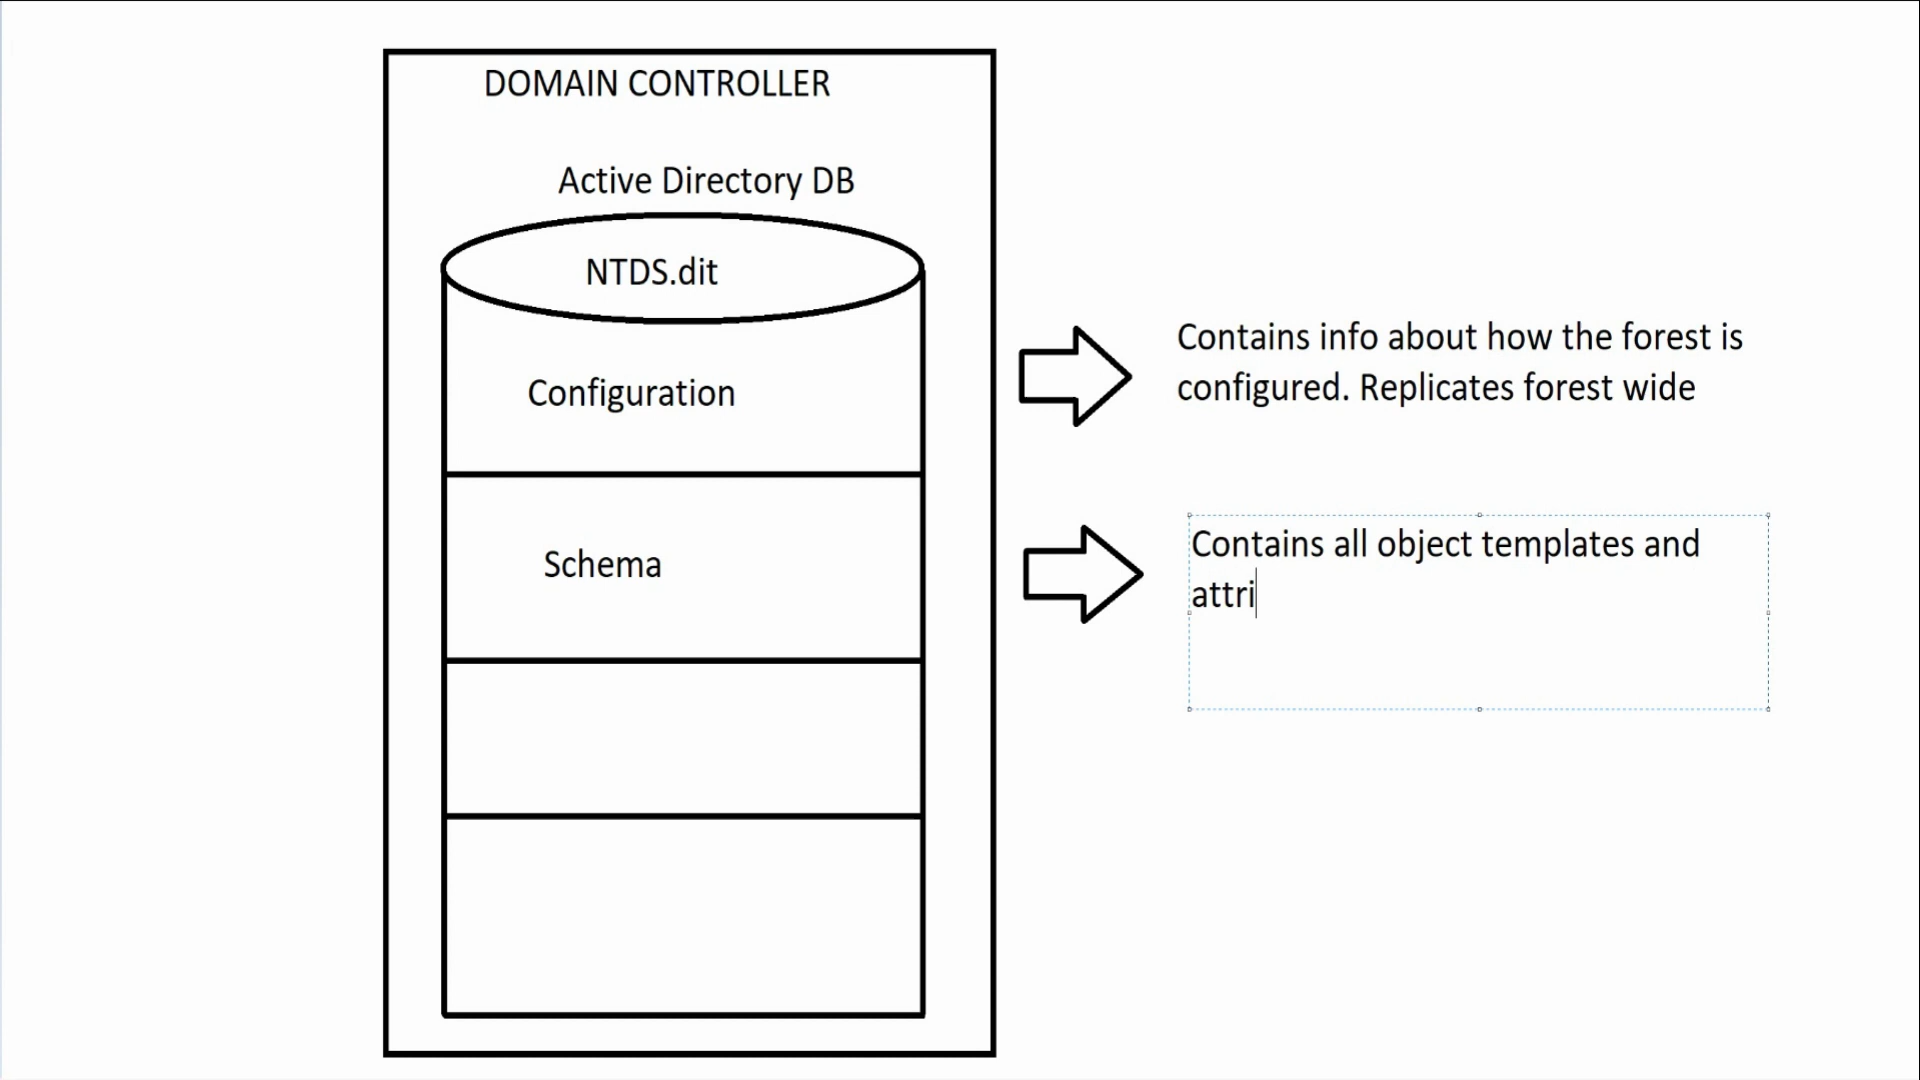 DOMAIN CONTROLLER
Active Directory DB
NTDS.dit
Configuration
Contains info about how the forest is
configured. Replicates forest wide
Schema
Contains all object templates and
attri